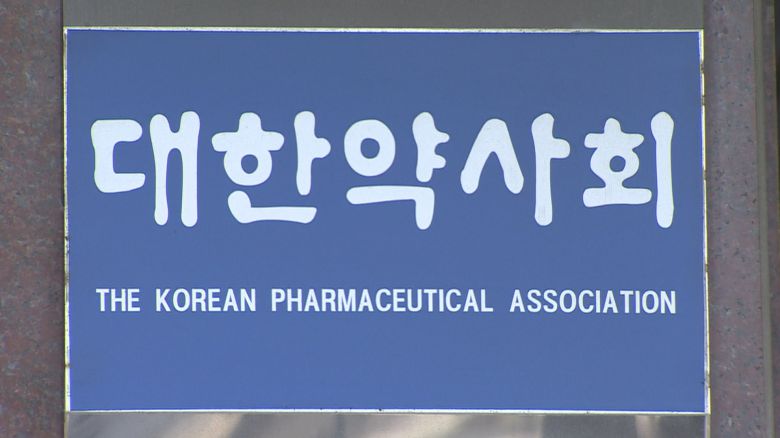 대한약사회
THE KOREAN PHARMACEUTICAL ASSOCIATION